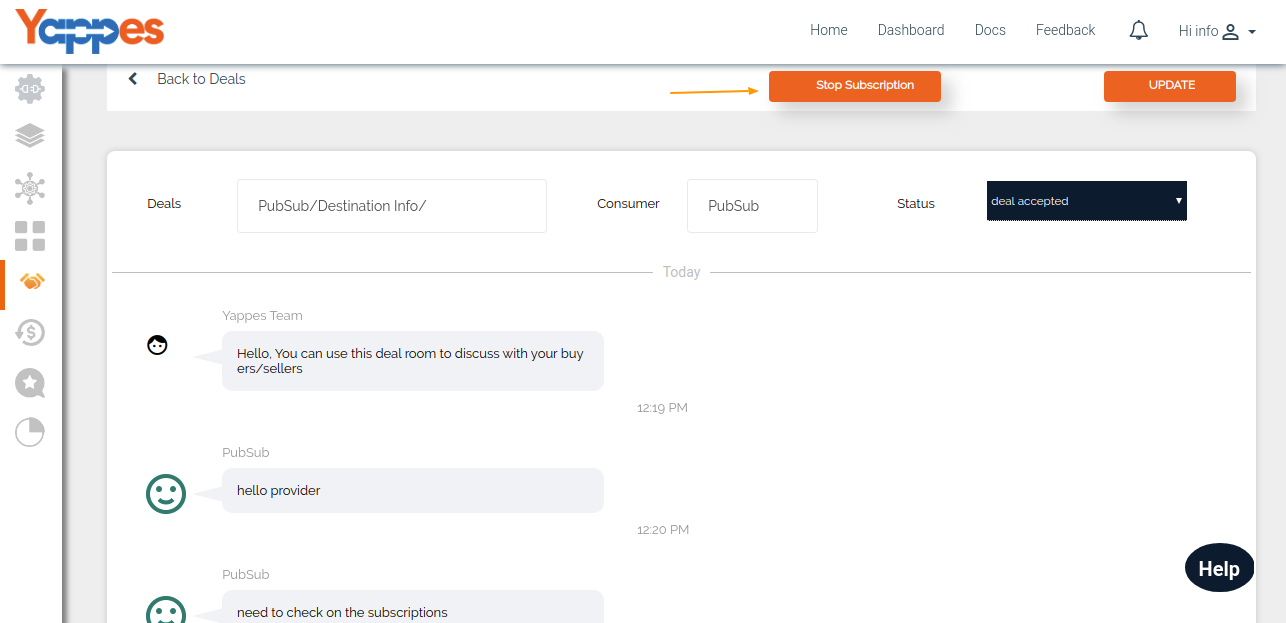 Yappes
Home Dashboard Docs Feedback Hi info
Back to Deals Stop Subscription UPDATE
Deals PubSub/Destination Info/ Consumer PubSub Status deal accepted
Today
Yappes Team
Hello, You can use this deal room to discuss with your buy
ers/sellers
12:19 PM
PubSub
hello provider
12:20 PM
PubSub
need to check on the subscriptions
Help